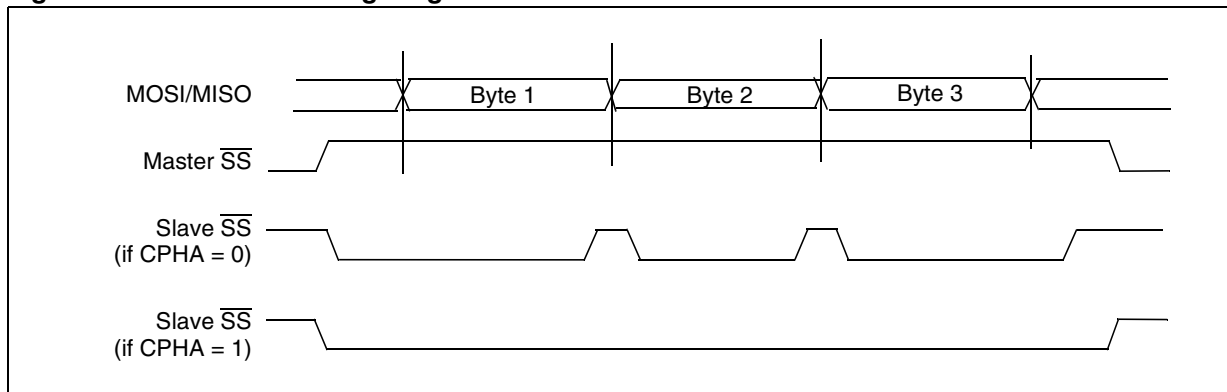 MOSI/MISO
Byte 1
Byte 2
Byte 3
Master SS
Slave SS
(if CPHA = 0)
Slave SS
(if CPHA = 1)